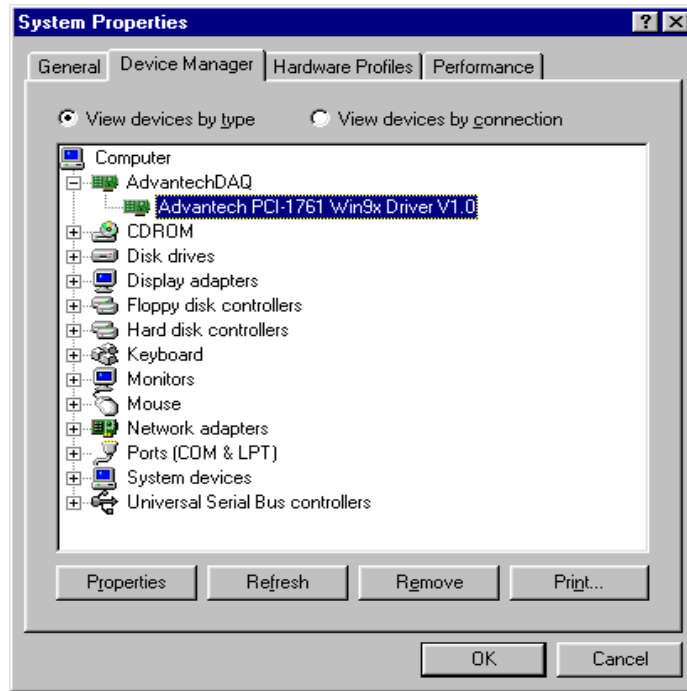 System Properties
General Device Manager Hardware Profiles Performance
View devices by type View devices by connection
Computer
AdvantechDAQ
Advantech PCI-1761 Win9x Driver V1.0
CDROM
Disk drives
Display adapters
Floppy disk controllers
Hard disk controllers
Keyboard
Monitors
Mouse
Network adapters
Ports (COM & LPT)
System devices
Universal Serial Bus controllers
Properties Refresh Remove Print...
OK Cancel